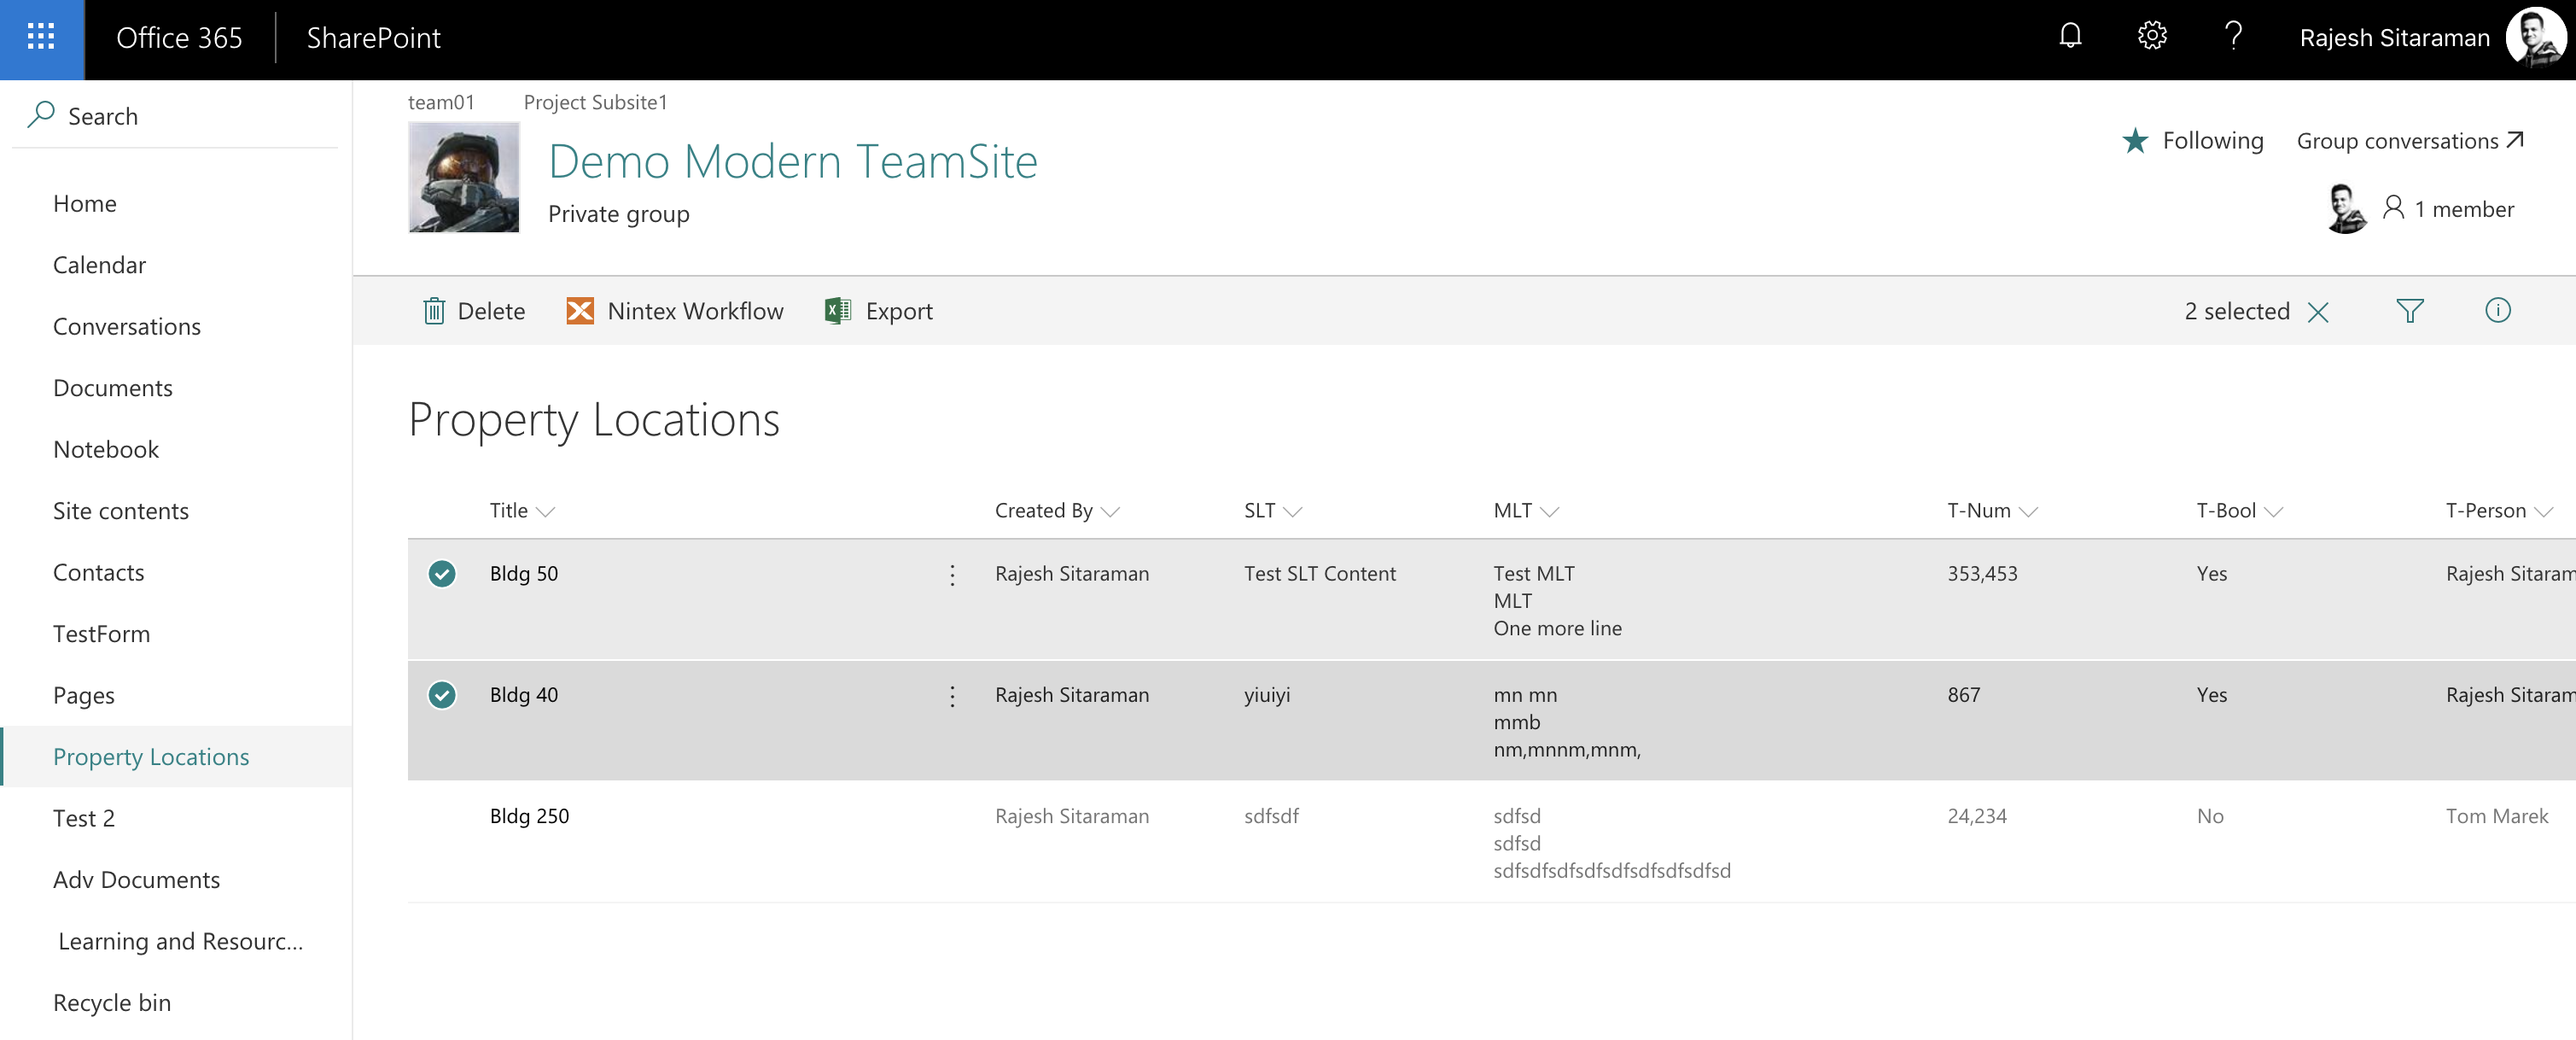 Office 365
SharePoint
Rajesh Sitaraman
Search
Home
Calendar
Conversations
Documents
Notebook
Site contents
Contacts
TestForm
Pages
Property Locations
Test 2
Adv Documents
Learning and Resourc...
Recycle bin
team01 Project Subsite1
Demo Modern TeamSite
Private group
Following Group conversations
1 member
Delete Nintex Workflow Export 2 selected
Property Locations
Title Created By SLT MLT T-Num T-Bool T-Person
Bldg 50 Rajesh Sitaraman Test SLT Content Test MLT 353,453 Yes Rajesh Sitaram
MLT
One more line
Bldg 40 Rajesh Sitaraman yiuiyi mn mn 867 Yes Rajesh Sitaram
mmb
nm,mnnm,mnm,
Bldg 250 Rajesh Sitaraman sdfsdf sdfsd 24,234 No Tom Marek
sdfsd
sdfsdfsdfsdfsdfsdfsdfsdfsd